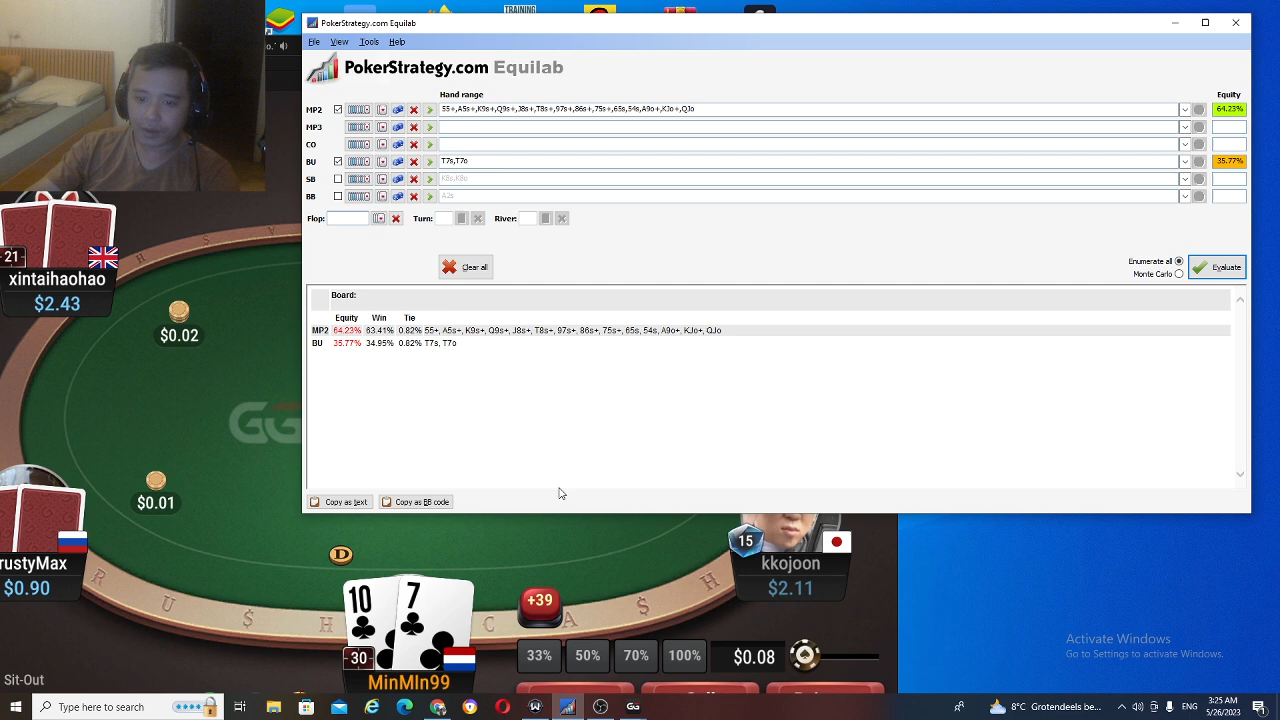 TRAINING
PokerStrategy.com Equilab
File View Tools Help
PokerStrategy.com Equilab
Hand range Equity
MP2 55+,A5s+,K9s+,Q9s+,J8s+,T8s+,97s+,86s+,75s+,65s,54s,A9o+,KJo+,QJo 64.23%
MP3
CO
BU T7s,T7o 35.77%
SB K8s,K8o
BB A2s
Flop: Turn: River:
Clear all
Enumerate all
Monte Carlo
Evaluate
Board:
Equity Win Tie
MP2 64.23% 63.41% 0.82% 55+, A5s+, K9s+, Q9s+, J8s+, T8s+, 97s+, 86s+, 75s+, 65s, 54s, A9o+, KJo+, QJo
BU 35.77% 34.95% 0.82% T7s, T7o
Copy as text Copy as BB code
21
xintaihaohao
$2.43
$0.02
GG
$0.01
D
rustyMax
$0.90
15
kkojoon
$2.11
R U $ H C A $ H
10 7
+39
33% 50% 70% 100% $0.08
30
MinMIn99
Sit-Out
Activate Windows
Go to Settings to activate Windows.
Type here to search
8°C Grotendeels be...
ENG
3:25 AM
5/26/2023